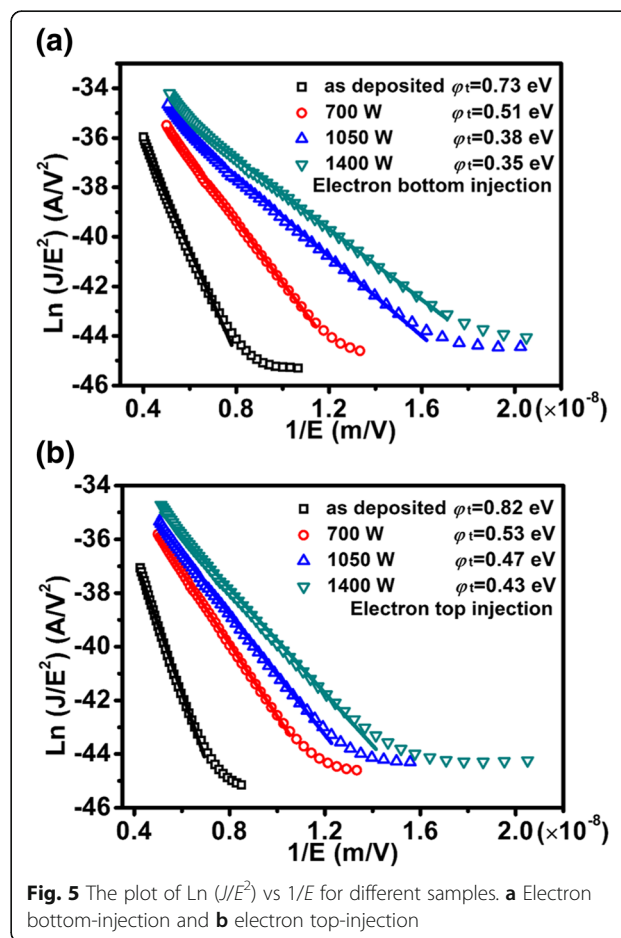 (a)
-34
-36
-38
-40
-42
-44
-46
Ln (J/E²) (A/V²)
as deposited φt=0.73 eV
700 W φt=0.51 eV
1050 W φt=0.38 eV
1400 W φt=0.35 eV
Electron bottom injection
0.4 0.8 1.2 1.6 2.0 (×10⁻⁸)
1/E (m/V)
(b)
-34
-36
-38
-40
-42
-44
-46
Ln (J/E²) (A/V²)
as deposited φt=0.82 eV
700 W φt=0.53 eV
1050 W φt=0.47 eV
1400 W φt=0.43 eV
Electron top injection
0.4 0.8 1.2 1.6 2.0 (×10⁻⁸)
1/E (m/V)
Fig. 5 The plot of Ln (J/E²) vs 1/E for different samples. a Electron
bottom-injection and b electron top-injection